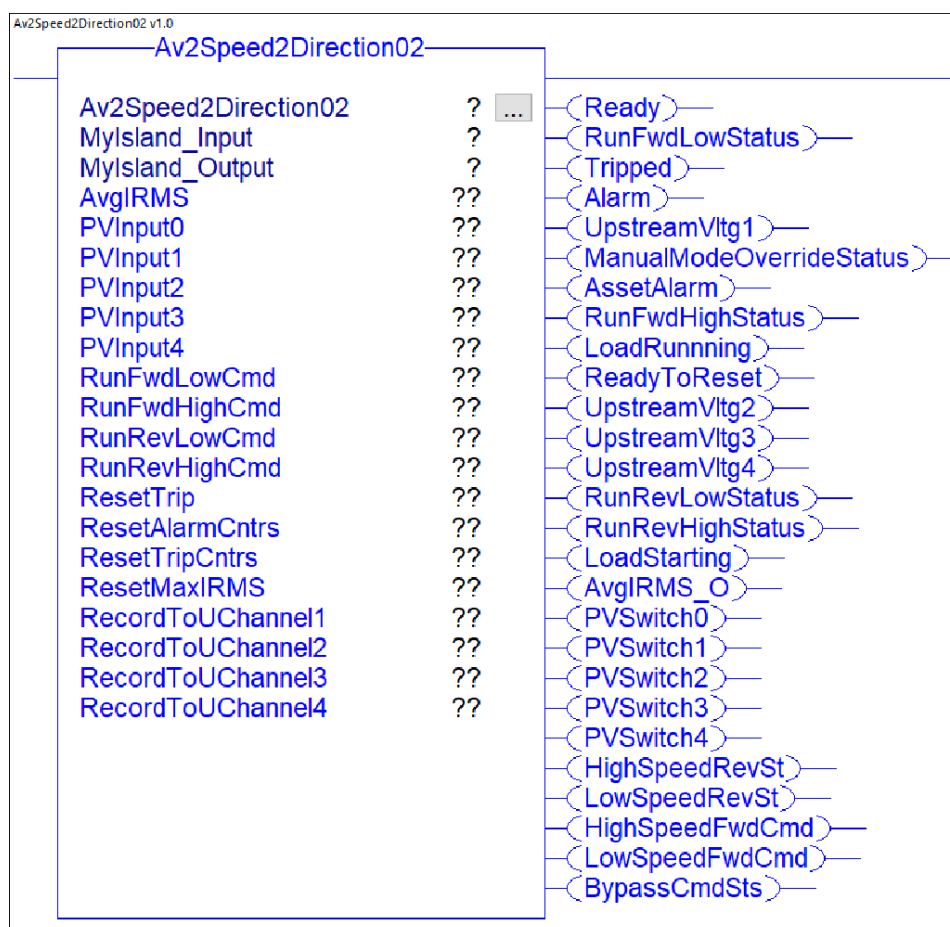 Av2Speed2Direction02 v1.0
Av2Speed2Direction02
Av2Speed2Direction02 ? ... Ready
MyIsland_Input ? RunFwdLowStatus
MyIsland_Output ? Tripped
AvgIRMS ?? Alarm
PVInput0 ?? UpstreamVltg1
PVInput1 ?? ManualModeOverrideStatus
PVInput2 ?? AssetAlarm
PVInput3 ?? RunFwdHighStatus
PVInput4 ?? LoadRunnning
RunFwdLowCmd ?? ReadyToReset
RunFwdHighCmd ?? UpstreamVltg2
RunRevLowCmd ?? UpstreamVltg3
RunRevHighCmd ?? UpstreamVltg4
ResetTrip ?? RunRevLowStatus
ResetAlarmCntrs ?? RunRevHighStatus
ResetTripCntrs ?? LoadStarting
ResetMaxIRMS ?? AvgIRMS_O
RecordToUChannel1 ?? PVSwitch0
RecordToUChannel2 ?? PVSwitch1
RecordToUChannel3 ?? PVSwitch2
RecordToUChannel4 ?? PVSwitch3
PVSwitch4
HighSpeedRevSt
LowSpeedRevSt
HighSpeedFwdCmd
LowSpeedFwdCmd
BypassCmdSts